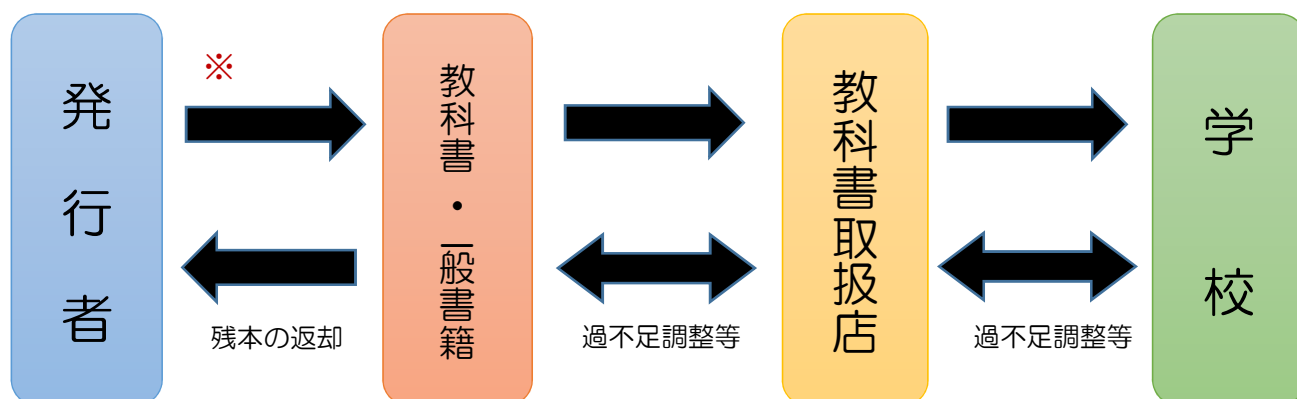 発行者
※
残本の返却
教科書・一般書籍
過不足調整等
教科書取扱店
過不足調整等
学校